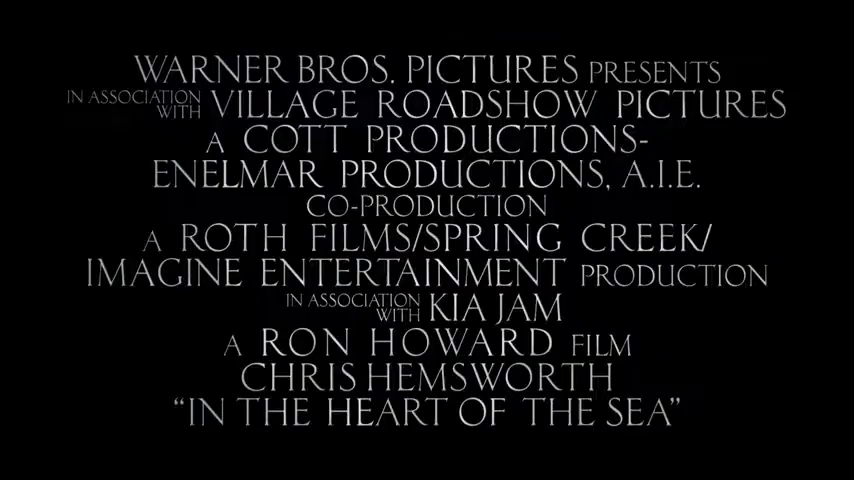 WARNER BROS. PICTURES PRESENTS
IN ASSOCIATION WITH VILLAGE ROADSHOW PICTURES
A COTT PRODUCTIONS-
ENELMAR PRODUCTIONS, A.I.E.
CO-PRODUCTION
A ROTH FILMS/SPRING CREEK/
IMAGINE ENTERTAINMENT PRODUCTION
IN ASSOCIATION WITH KIA JAM
A RON HOWARD FILM
CHRIS HEMSWORTH
“IN THE HEART OF THE SEA”